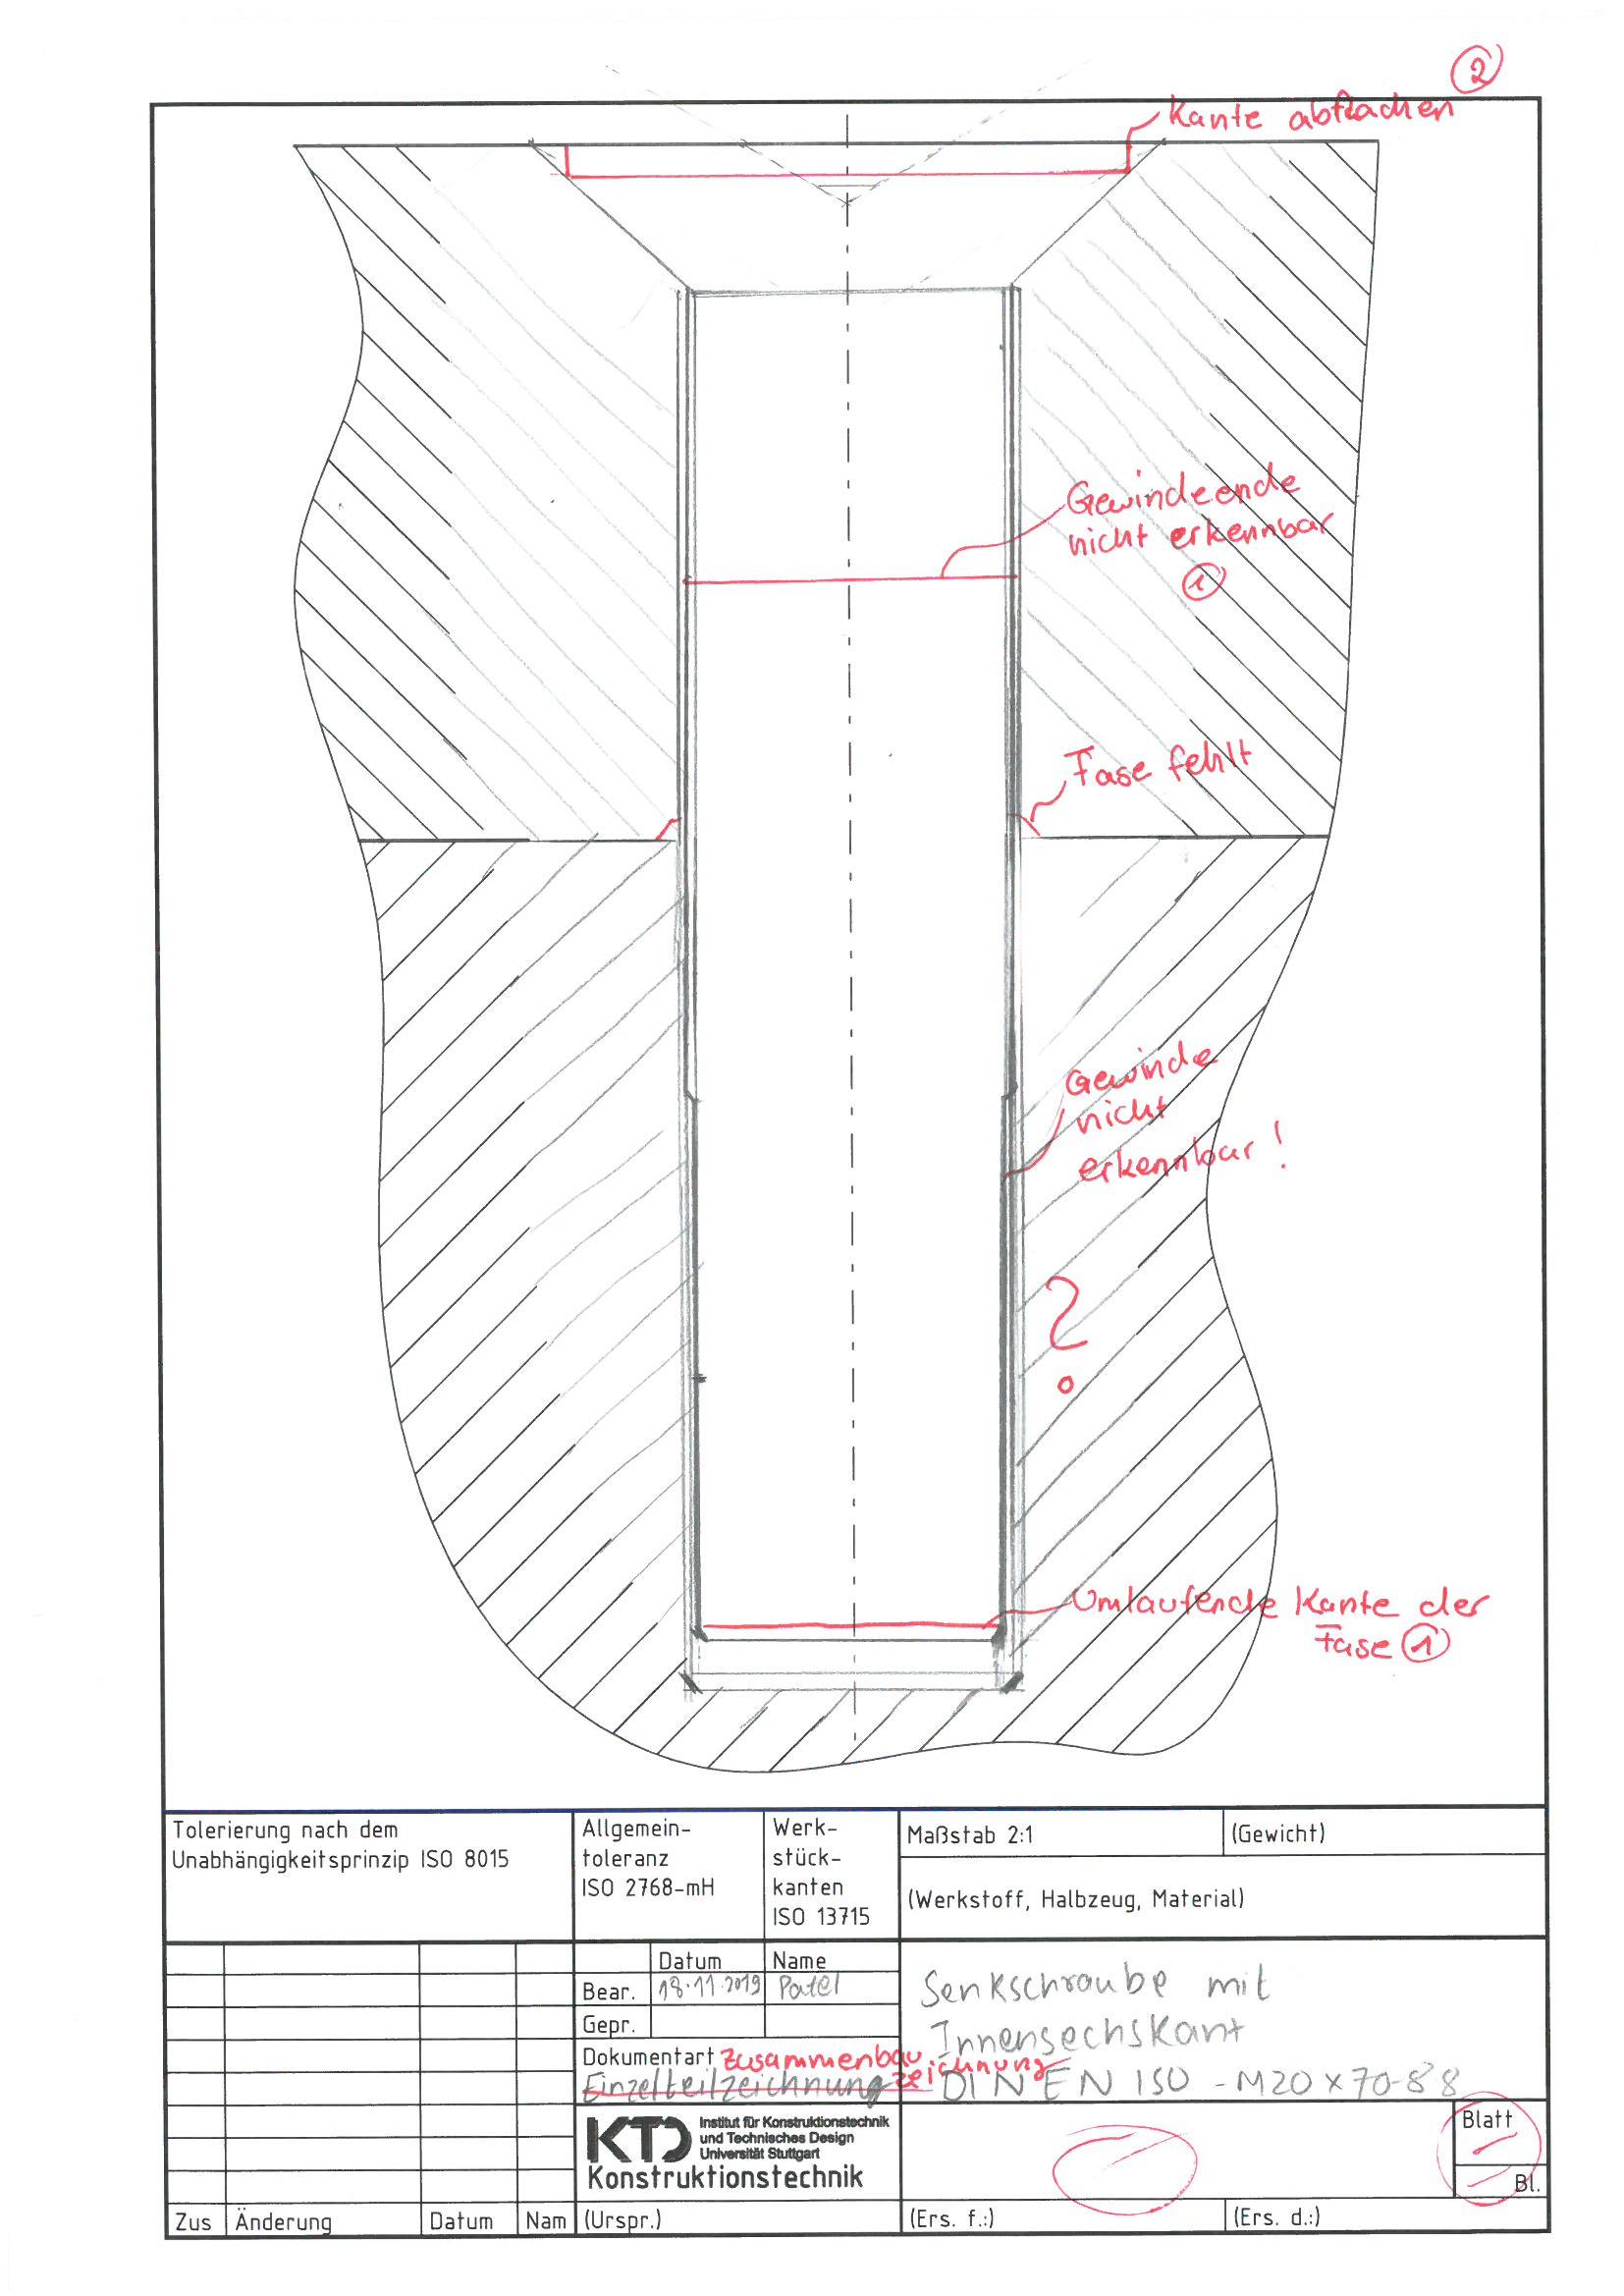 2
Kante abflachen
Gewindeende
nicht erkennbar
1
Fase fehlt
Gewinde
nicht
erkennbar!
?
Umlaufende Kante der
Fase 1
Tolerierung nach dem
Unabhängigkeitsprinzip ISO 8015
Allgemein-
toleranz
ISO 2768-mH
Werk-
stück-
kanten
ISO 13715
Maßstab 2:1
(Gewicht)
(Werkstoff, Halbzeug, Material)
Datum Name
Bear. 18.11.2019 Patel
Gepr.
Dokumentart Zusammenbau
zeichnung
Einzelteilzeichnung
Senkschraube mit
Innensechskant
DIN EN ISO - M20x70-88
KTD Institut für Konstruktionstechnik
und Technisches Design
Universität Stuttgart
Konstruktionstechnik
Blatt
Bl.
Zus Änderung Datum Nam (Urspr.) (Ers. f.:) (Ers. d.:)